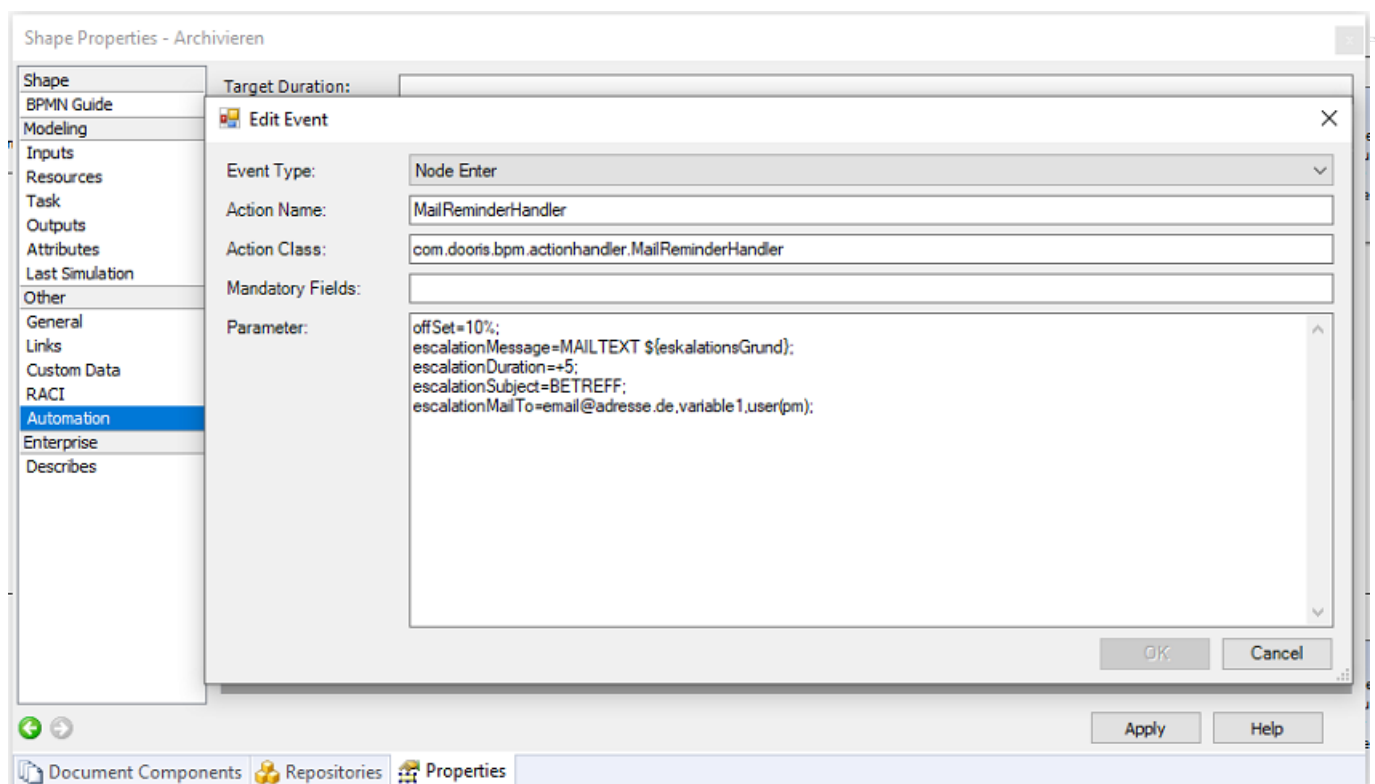 Shape Properties - Archivieren
Shape
BPMN Guide
Modeling
Inputs
Resources
Task
Outputs
Attributes
Last Simulation
Other
General
Links
Custom Data
RACI
Automation
Enterprise
Describes
Target Duration:
Edit Event
Event Type:
Node Enter
Action Name:
MailReminderHandler
Action Class:
com.dooris.bpm.actionhandler.MailReminderHandler
Mandatory Fields:
Parameter:
offSet=10%;
escalationMessage=MAILTEXT ${eskalationsGrund};
escalationDuration=+5;
escalationSubject=BETREFF;
escalationMailTo=email@adresse.de,variable1,user(pm);
OK
Cancel
Apply
Help
Document Components
Repositories
Properties